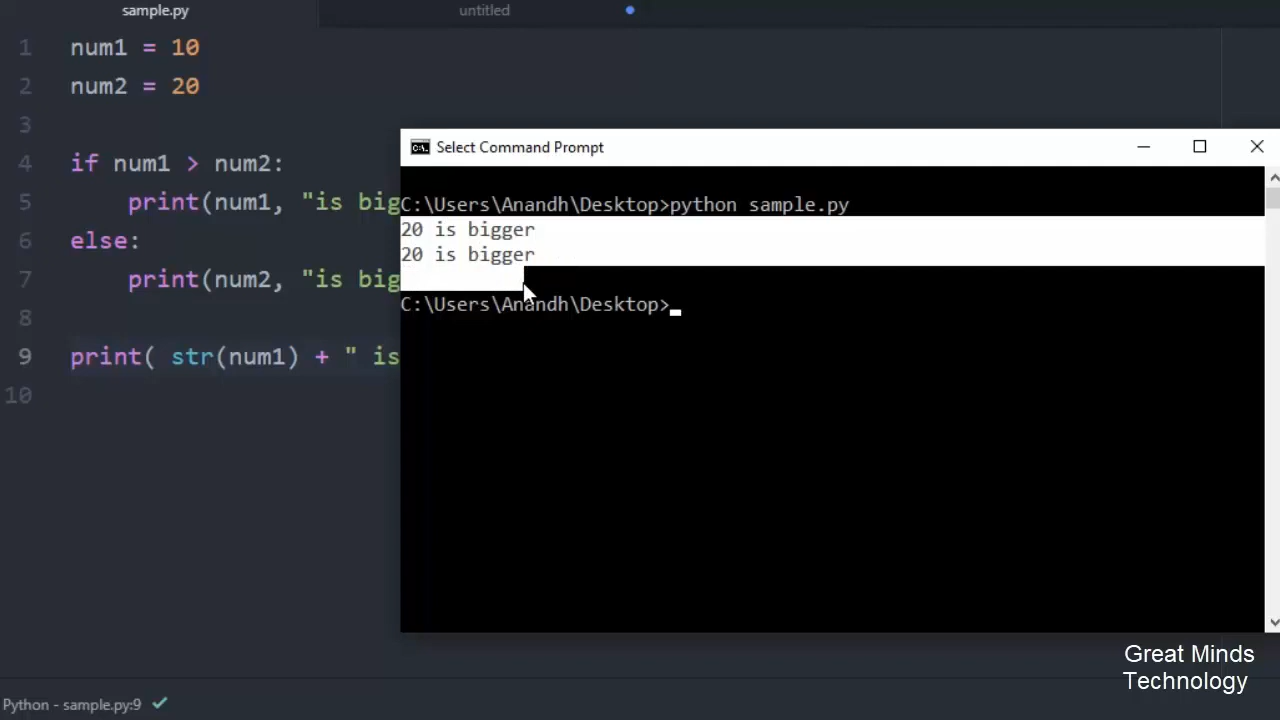 sample.py
untitled
1 num1 = 10
2 num2 = 20
3
4 if num1 > num2:
5 print(num1, "is big
6 else:
7 print(num2, "is big
8
9 print( str(num1) + " is
10
Select Command Prompt
C:\Users\Anandh\Desktop>python sample.py
20 is bigger
20 is bigger
C:\Users\Anandh\Desktop>
Great Minds
Technology
Python - sample.py:9